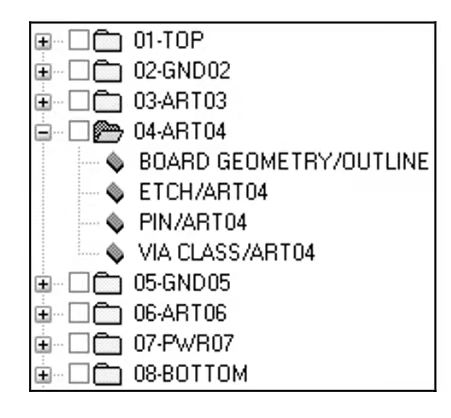 01-TOP
02-GND02
03-ART03
04-ART04
BOARD GEOMETRY/OUTLINE
ETCH/ART04
PIN/ART04
VIA CLASS/ART04
05-GND05
06-ART06
07-PWR07
08-BOTTOM